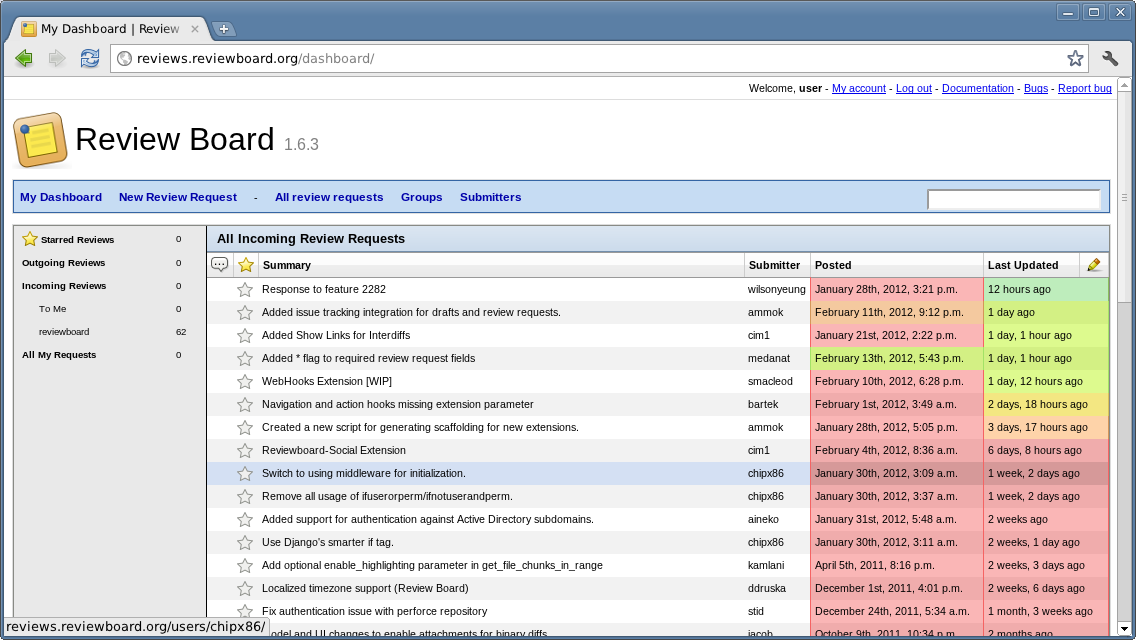 My Dashboard | Review
reviews.reviewboard.org/dashboard/
Welcome, user - My account - Log out - Documentation - Bugs - Report bug
Review Board 1.6.3
My Dashboard New Review Request - All review requests Groups Submitters
Starred Reviews 0
Outgoing Reviews 0
Incoming Reviews 0
To Me 0
reviewboard 62
All My Requests 0
All Incoming Review Requests
Summary Submitter Posted Last Updated
Response to feature 2282 wilsonyeung January 28th, 2012, 3:21 p.m. 12 hours ago
Added issue tracking integration for drafts and review requests. ammok February 11th, 2012, 9:12 p.m. 1 day ago
Added Show Links for Interdiffs cim1 January 21st, 2012, 2:22 p.m. 1 day, 1 hour ago
Added * flag to required review request fields medanat February 13th, 2012, 5:43 p.m. 1 day, 1 hour ago
WebHooks Extension [WIP] smacleod February 10th, 2012, 6:28 p.m. 1 day, 12 hours ago
Navigation and action hooks missing extension parameter bartek February 1st, 2012, 3:49 a.m. 2 days, 18 hours ago
Created a new script for generating scaffolding for new extensions. ammok January 28th, 2012, 5:05 p.m. 3 days, 17 hours ago
Reviewboard-Social Extension cim1 February 4th, 2012, 8:36 a.m. 6 days, 8 hours ago
Switch to using middleware for initialization. chipx86 January 30th, 2012, 3:09 a.m. 1 week, 2 days ago
Remove all usage of ifuserorperm/ifnotuserandperm. chipx86 January 30th, 2012, 3:37 a.m. 1 week, 2 days ago
Added support for authentication against Active Directory subdomains. aineko January 31st, 2012, 5:48 a.m. 2 weeks ago
Use Django's smarter if tag. chipx86 January 30th, 2012, 3:11 a.m. 2 weeks, 1 day ago
Add optional enable_highlighting parameter in get_file_chunks_in_range kamlani April 5th, 2011, 8:16 p.m. 2 weeks, 3 days ago
Localized timezone support (Review Board) ddruska December 1st, 2011, 4:01 p.m. 2 weeks, 6 days ago
Fix authentication issue with perforce repository stid December 24th, 2011, 5:34 a.m. 1 month, 3 weeks ago
odel and UI changes to enable attachments for binary diffs jacob October 9th, 2011, 10:34 p.m. 2 months ago
reviews.reviewboard.org/users/chipx86/